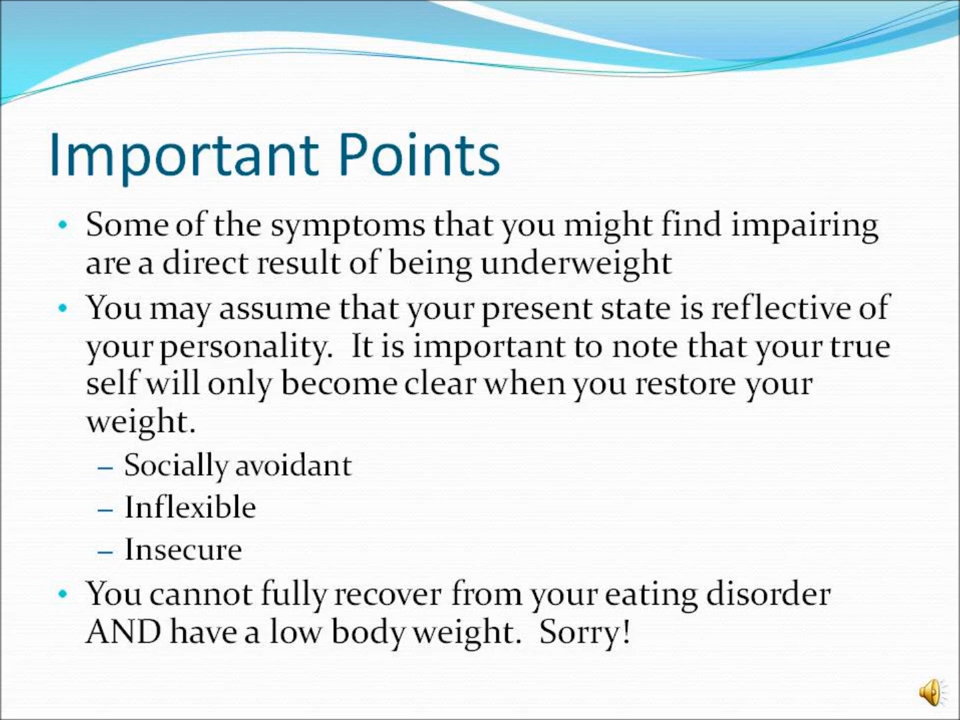 Important Points
• Some of the symptoms that you might find impairing
are a direct result of being underweight
• You may assume that your present state is reflective of
your personality.  It is important to note that your true
self will only become clear when you restore your
weight.
– Socially avoidant
– Inflexible
– Insecure
• You cannot fully recover from your eating disorder
AND have a low body weight.  Sorry!